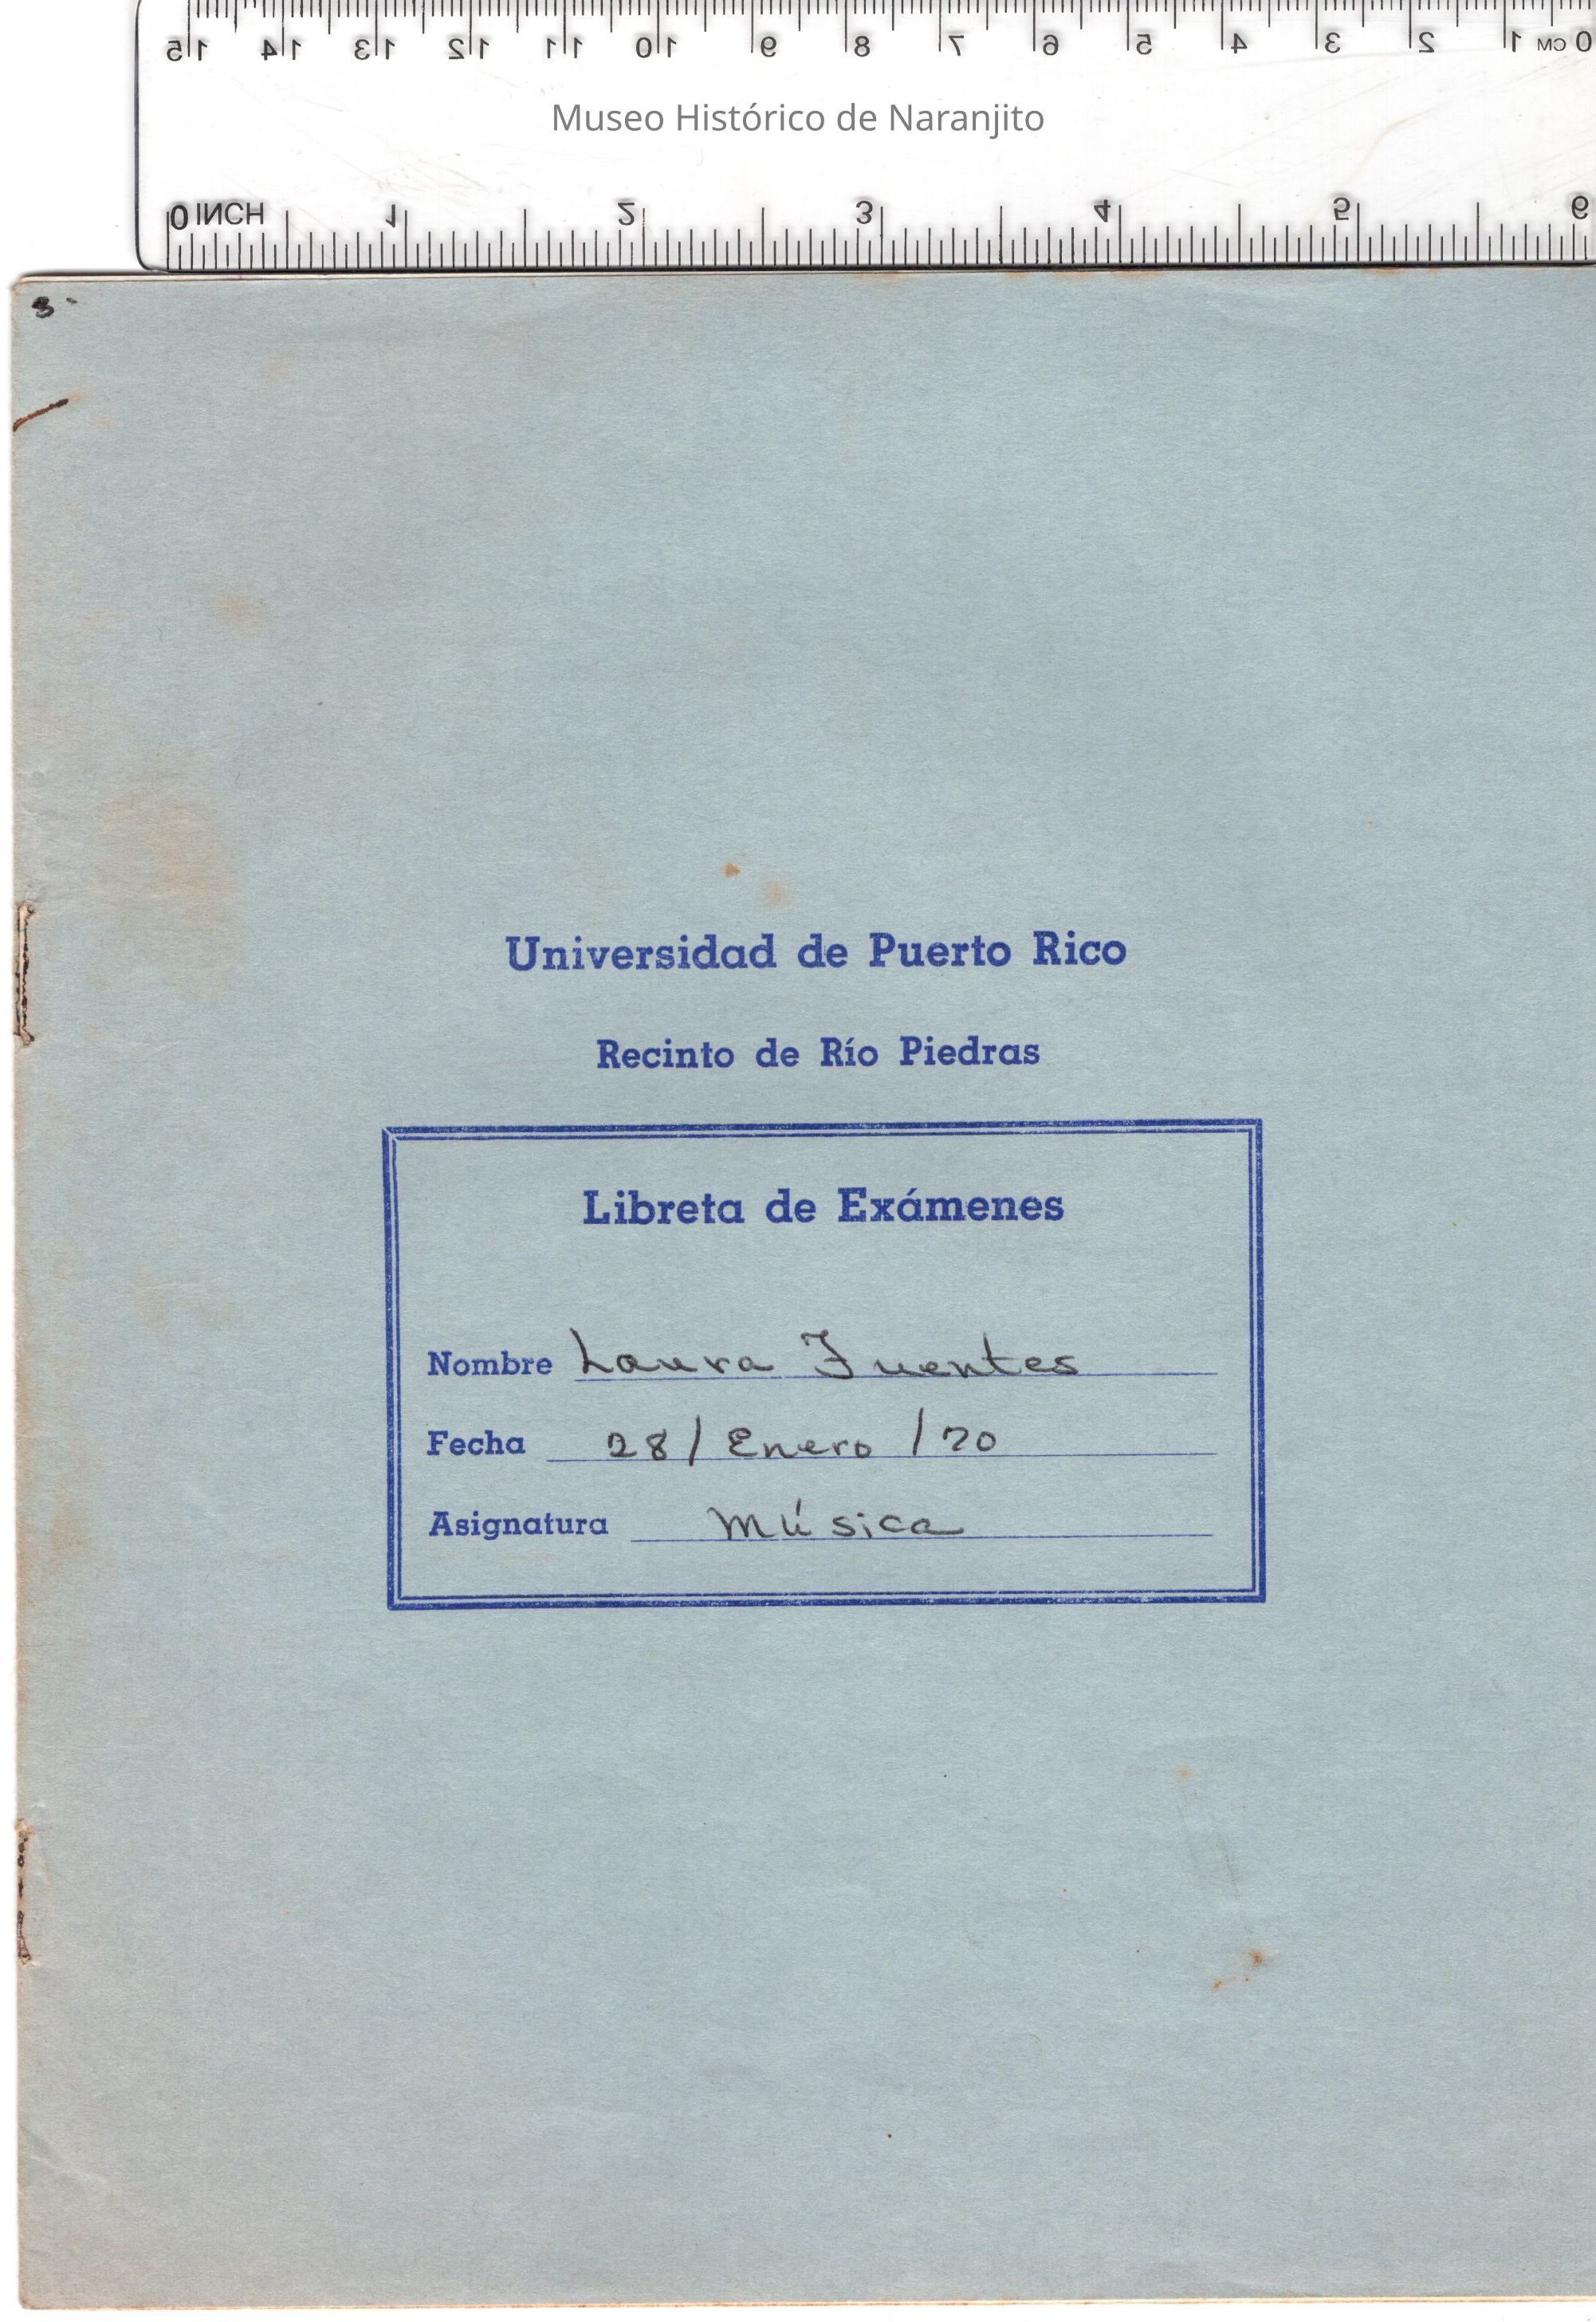 15 14 13 12 11 10 9 8 7 6 5 4 3 2 1 CM 0
Museo Histórico de Naranjito
0 INCH 1 2 3 4 5 6
Universidad de Puerto Rico
Recinto de Río Piedras
Libreta de Exámenes
Nombre Laura Fuentes
Fecha 28/Enero/70
Asignatura Música